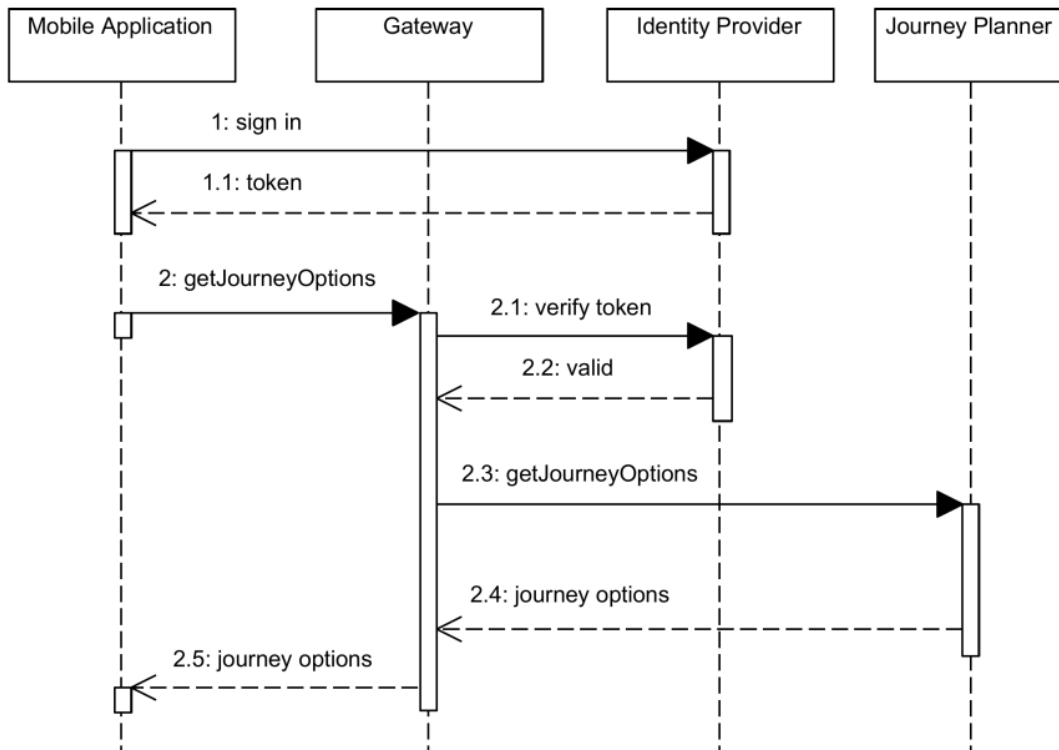 Mobile Application
Gateway
Identity Provider
Journey Planner
1: sign in
1.1: token
2: getJourneyOptions
2.1: verify token
2.2: valid
2.3: getJourneyOptions
2.4: journey options
2.5: journey options